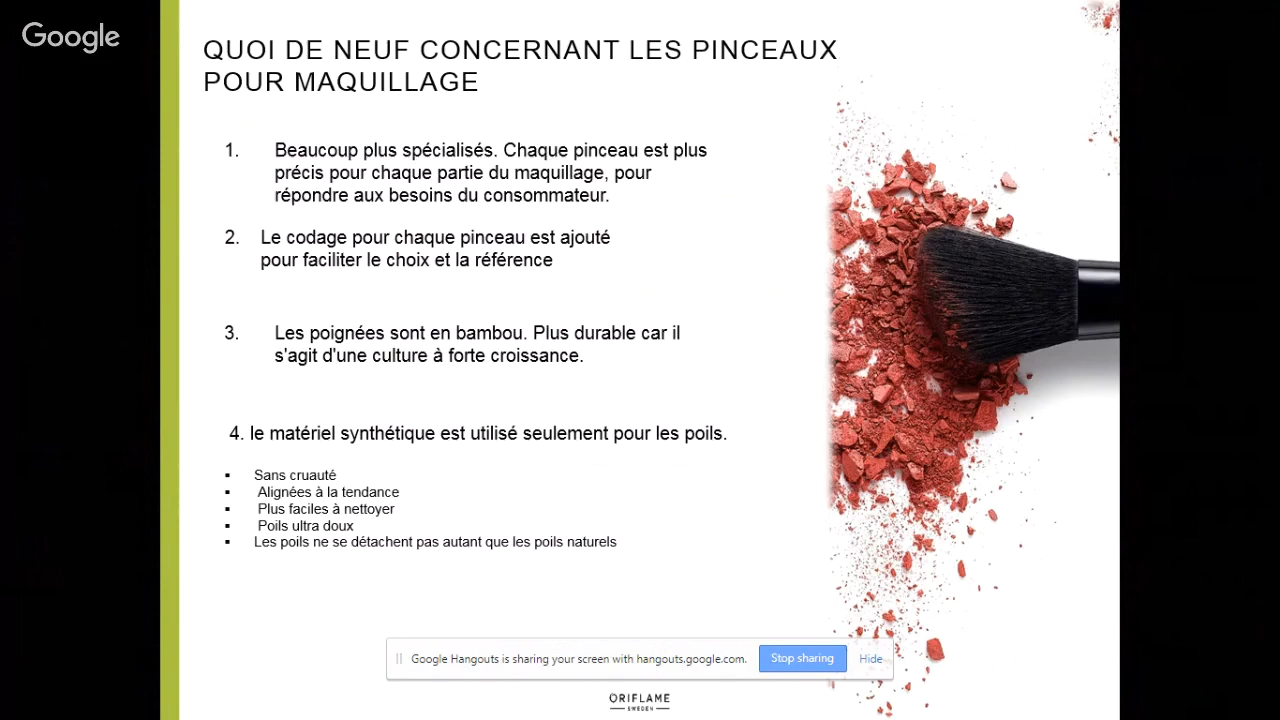 Google
QUOI DE NEUF CONCERNANT LES PINCEAUX
POUR MAQUILLAGE
1. Beaucoup plus spécialisés. Chaque pinceau est plus
précis pour chaque partie du maquillage, pour
répondre aux besoins du consommateur.
2. Le codage pour chaque pinceau est ajouté
pour faciliter le choix et la référence
3. Les poignées sont en bambou. Plus durable car il
s'agit d'une culture à forte croissance.
4. le matériel synthétique est utilisé seulement pour les poils.
▪ Sans cruauté
▪ Alignées à la tendance
▪ Plus faciles à nettoyer
▪ Poils ultra doux
▪ Les poils ne se détachent pas autant que les poils naturels
Google Hangouts is sharing your screen with hangouts.google.com. Stop sharing Hide
ORIFLAME
SWEDEN